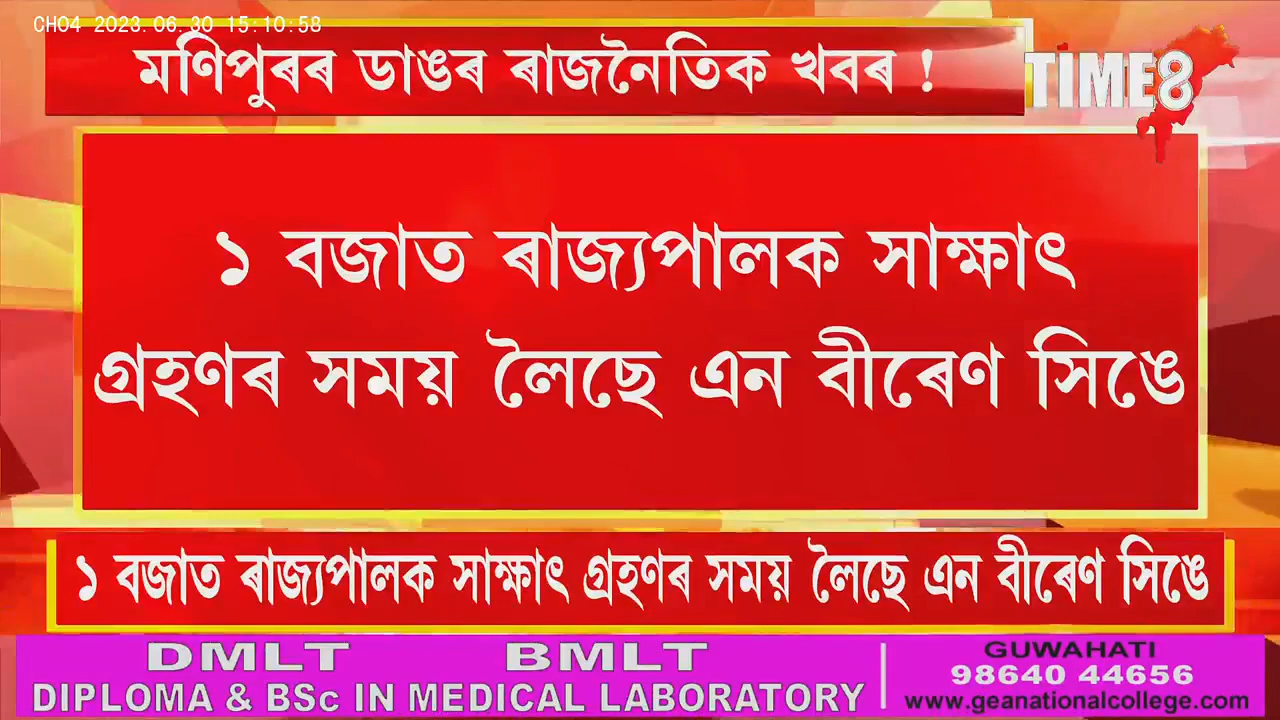 CH04 2023.06.30 15:10:58
মণিপুৰৰ ডাঙৰ ৰাজনৈতিক খবৰ !
TIME8
১ বজাত ৰাজ্যপালক সাক্ষাৎ
গ্ৰহণৰ সময় লৈছে এন বীৰেণ সিঙে
১ বজাত ৰাজ্যপালক সাক্ষাৎ গ্ৰহণৰ সময় লৈছে এন বীৰেণ সিঙে
DMLT BMLT
DIPLOMA & BSc IN MEDICAL LABORATORY
GUWAHATI
98640 44656
www.geanationalcollege.com